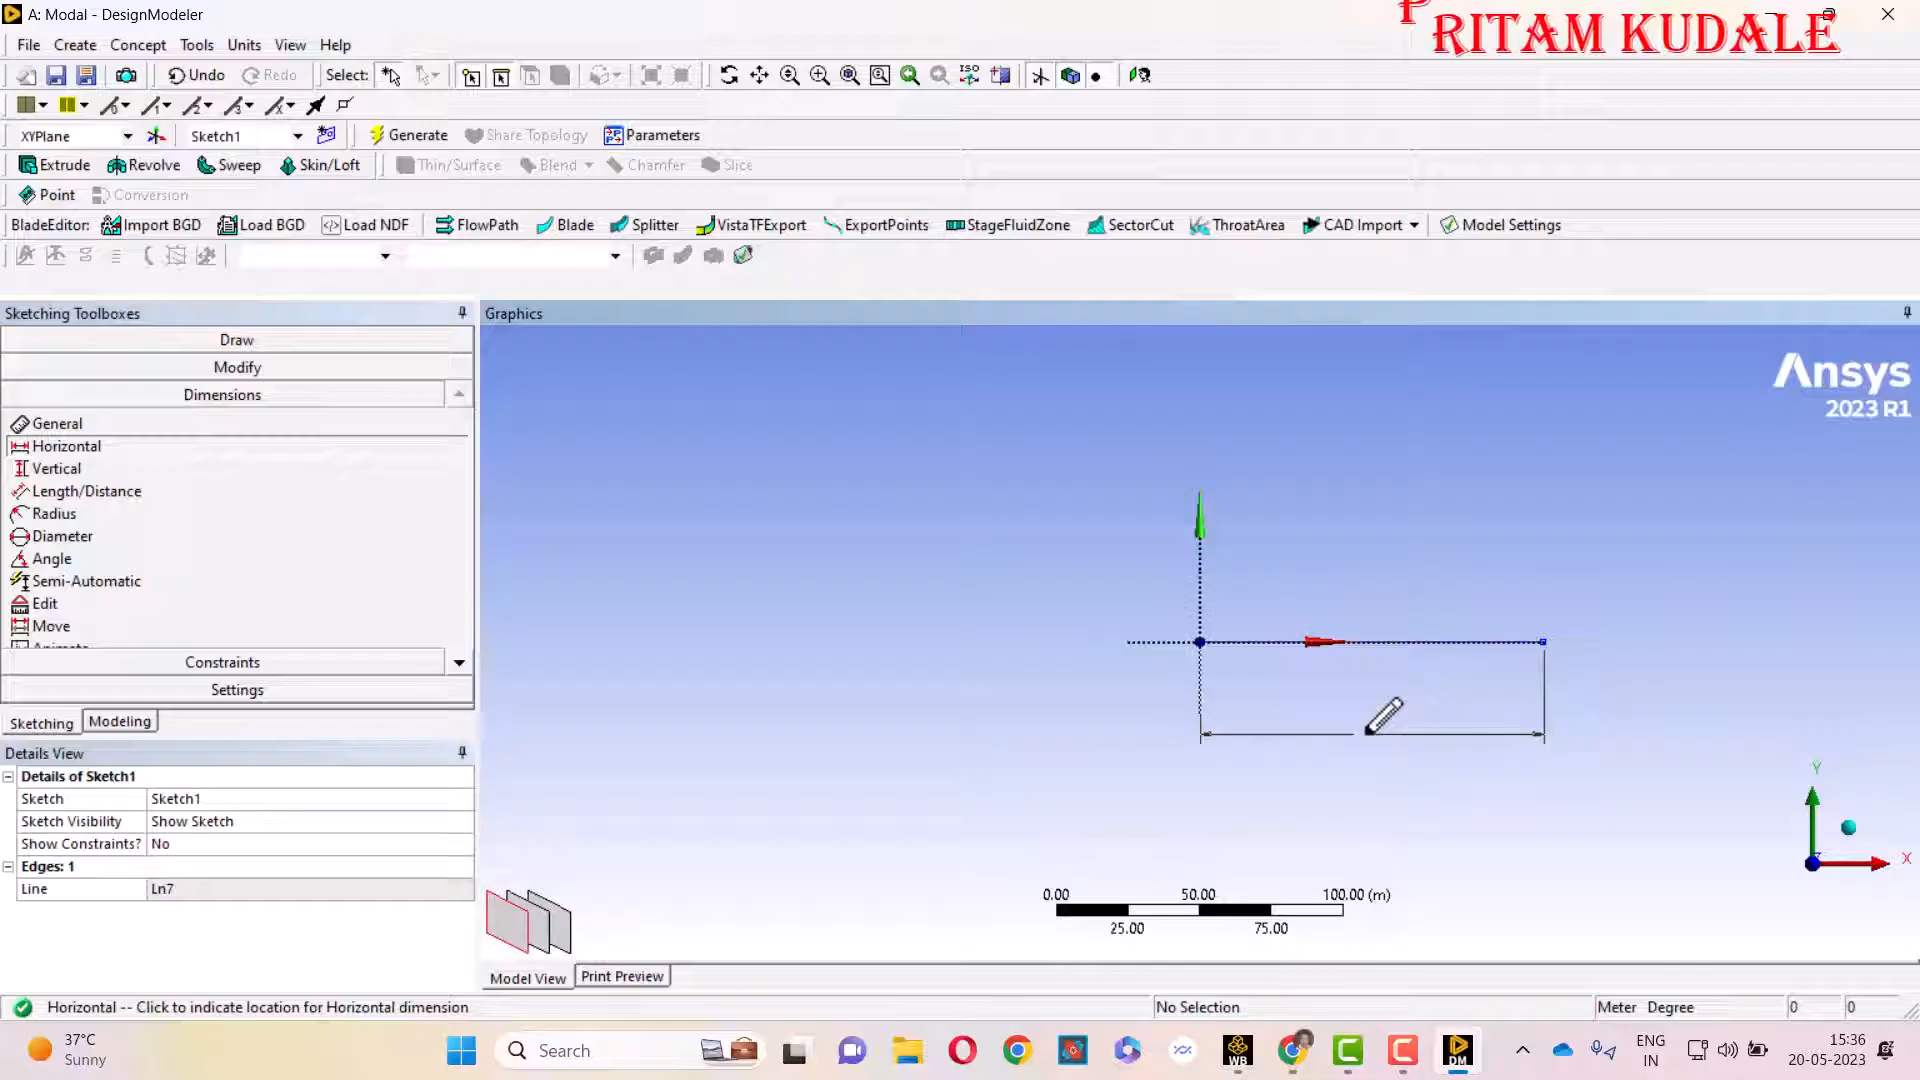 A: Modal - DesignModeler
PRITAM KUDALE
File Create Concept Tools Units View Help
Undo Redo Select: ISO
XYPlane Sketch1 Generate Share Topology Parameters
Extrude Revolve Sweep Skin/Loft Thin/Surface Blend Chamfer Slice
Point Conversion
BladeEditor: Import BGD Load BGD Load NDF FlowPath Blade Splitter VistaTFExport ExportPoints StageFluidZone SectorCut ThroatArea CAD Import Model Settings
Sketching Toolboxes
Draw
Modify
Dimensions
General
Horizontal
Vertical
Length/Distance
Radius
Diameter
Angle
Semi-Automatic
Edit
Move
Constraints
Settings
Sketching Modeling
Details View
Details of Sketch1
Sketch Sketch1
Sketch Visibility Show Sketch
Show Constraints? No
Edges: 1
Line Ln7
Graphics
Ansys
2023 R1
Y
X
0.00 50.00 100.00 (m)
25.00 75.00
Model View Print Preview
Horizontal -- Click to indicate location for Horizontal dimension No Selection Meter Degree 0 0
37°C
Sunny
Search
WB
DM
ENG
IN
15:36
20-05-2023